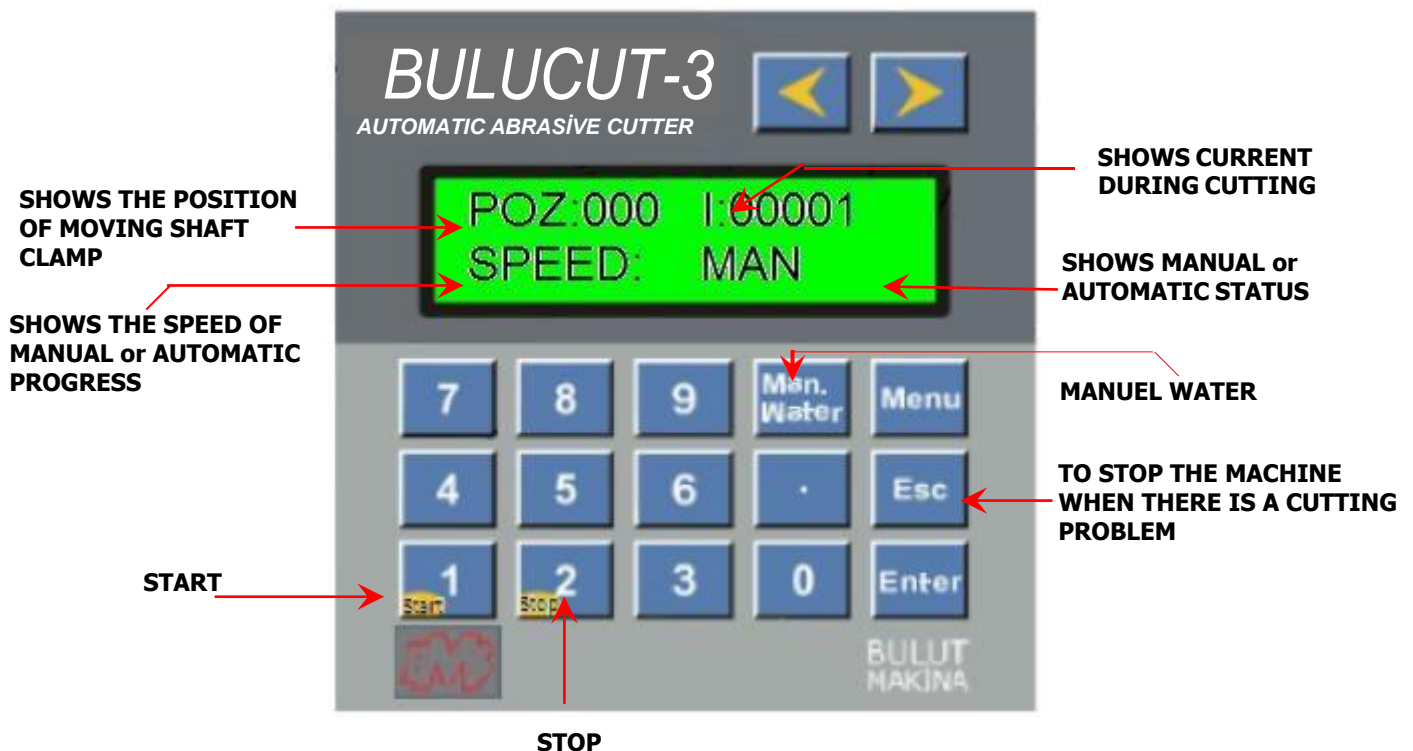 BULUCUT-3
AUTOMATIC ABRASİVE CUTTER
SHOWS CURRENT
DURING CUTTING
SHOWS THE POSITION
OF MOVING SHAFT
CLAMP
POZ:000 I:00001
SPEED: MAN
SHOWS MANUAL or
AUTOMATIC STATUS
SHOWS THE SPEED OF
MANUAL or AUTOMATIC
PROGRESS
7 8 9 Man. Water Menu
MANUEL WATER
4 5 6 . Esc
TO STOP THE MACHINE
WHEN THERE IS A CUTTING
PROBLEM
START
1 2 3 0 Enter
Start Stop
BMS
BULUT
MAKİNA
STOP